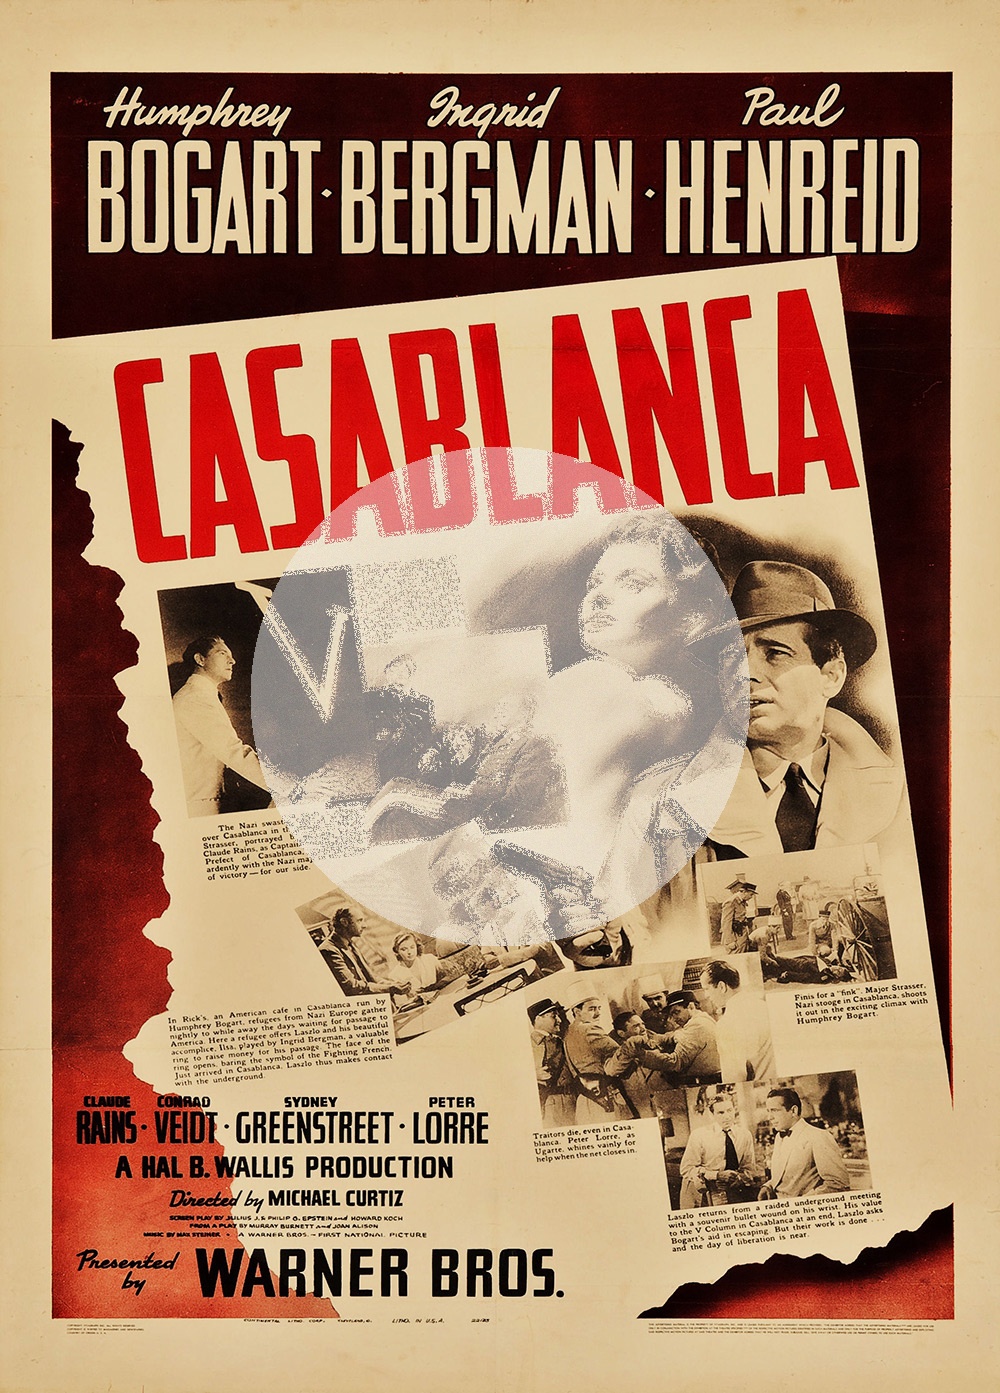 Humphrey Ingrid Paul
BOGART · BERGMAN · HENREID
CASABLANCA
V
The Nazi swast
over Casablanca in th
Strasser, portrayed b
Claude Rains, as Captain
Prefect of Casablanca,
ardently with the Nazi ma
of victory — for our side.
In Rick's, an American cafe in Casablanca run by
Humphrey Bogart, refugees from Nazi Europe gather
nightly to while away the days waiting for passage to
America. Here a refugee offers Laszlo and his beautiful
accomplice, Ilsa, played by Ingrid Bergman, a valuable
ring to raise money for his passage. The face of the
ring opens, baring the symbol of the Fighting French.
Just arrived in Casablanca, Laszlo thus makes contact
with the underground.
Finis for a "fink". Major Strasser,
Nazi stooge in Casablanca, shoots
it out in the exciting climax with
Humphrey Bogart.
Traitors die, even in Casa-
blanca. Peter Lorre, as
Ugarte, whines vainly for
help when the net closes in.
Laszlo returns from a raided underground meeting
with a souvenir bullet wound on his wrist. His value
to the V Column in Casablanca at an end, Laszlo asks
Bogart's aid in escaping. But their work is done - - -
and the day of liberation is near.
CLAUDE CONRAD SYDNEY PETER
RAINS · VEIDT · GREENSTREET · LORRE
A HAL B. WALLIS PRODUCTION
Directed by MICHAEL CURTIZ
SCREEN PLAY BY JULIUS J. & PHILIP G. EPSTEIN and HOWARD KOCH
FROM A PLAY BY MURRAY BURNETT and JOAN ALISON
MUSIC BY MAX STEINER · A WARNER BROS. – FIRST NATIONAL PICTURE
Presented by WARNER BROS.
CONTINENTAL LITHO. CORP. CLEVELAND, O. LITHO. IN U.S.A.